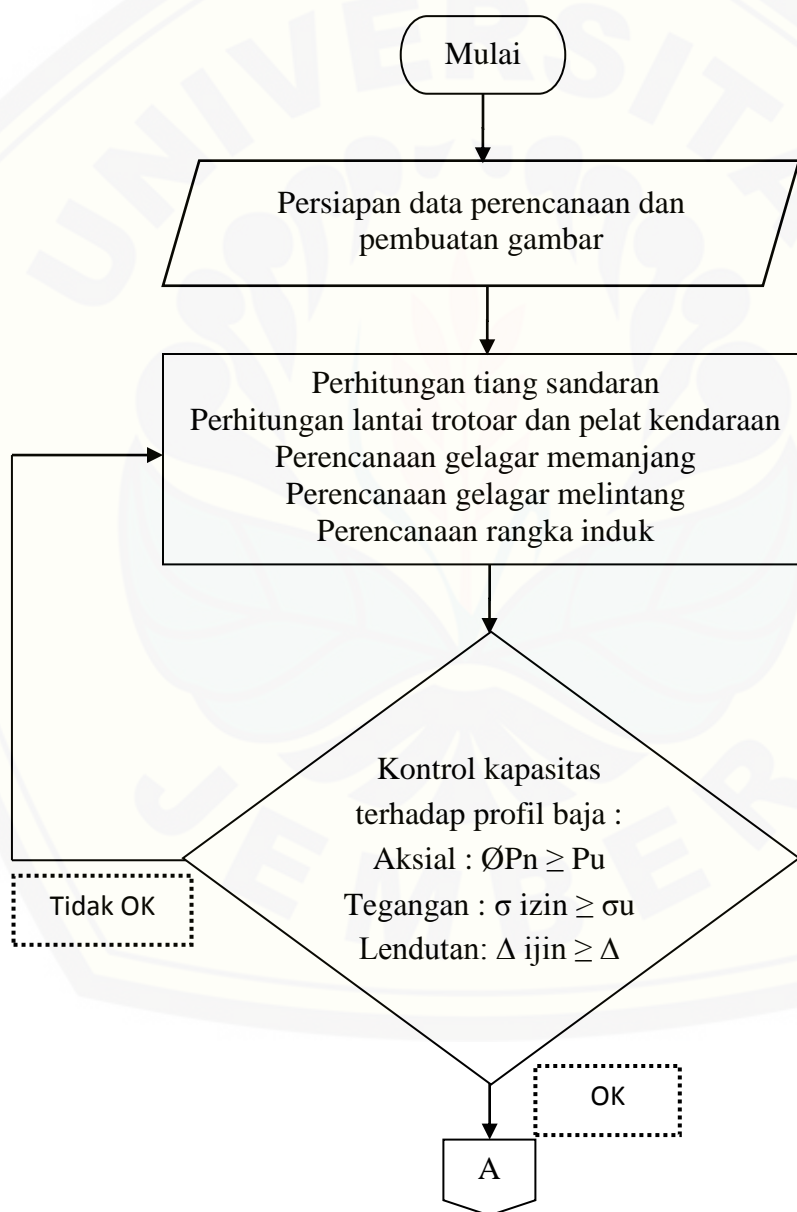 UNIVERSITA
Mulai
Persiapan data perencanaan dan
pembuatan gambar
Perhitungan tiang sandaran
Perhitungan lantai trotoar dan pelat kendaraan
Perencanaan gelagar memanjang
Perencanaan gelagar melintang
Perencanaan rangka induk
Kontrol kapasitas
terhadap profil baja :
Aksial : ØPn ≥ Pu
Tegangan : σ izin ≥ σu
Lendutan: Δ ijin ≥ Δ
Tidak OK
OK
A
JEMBER